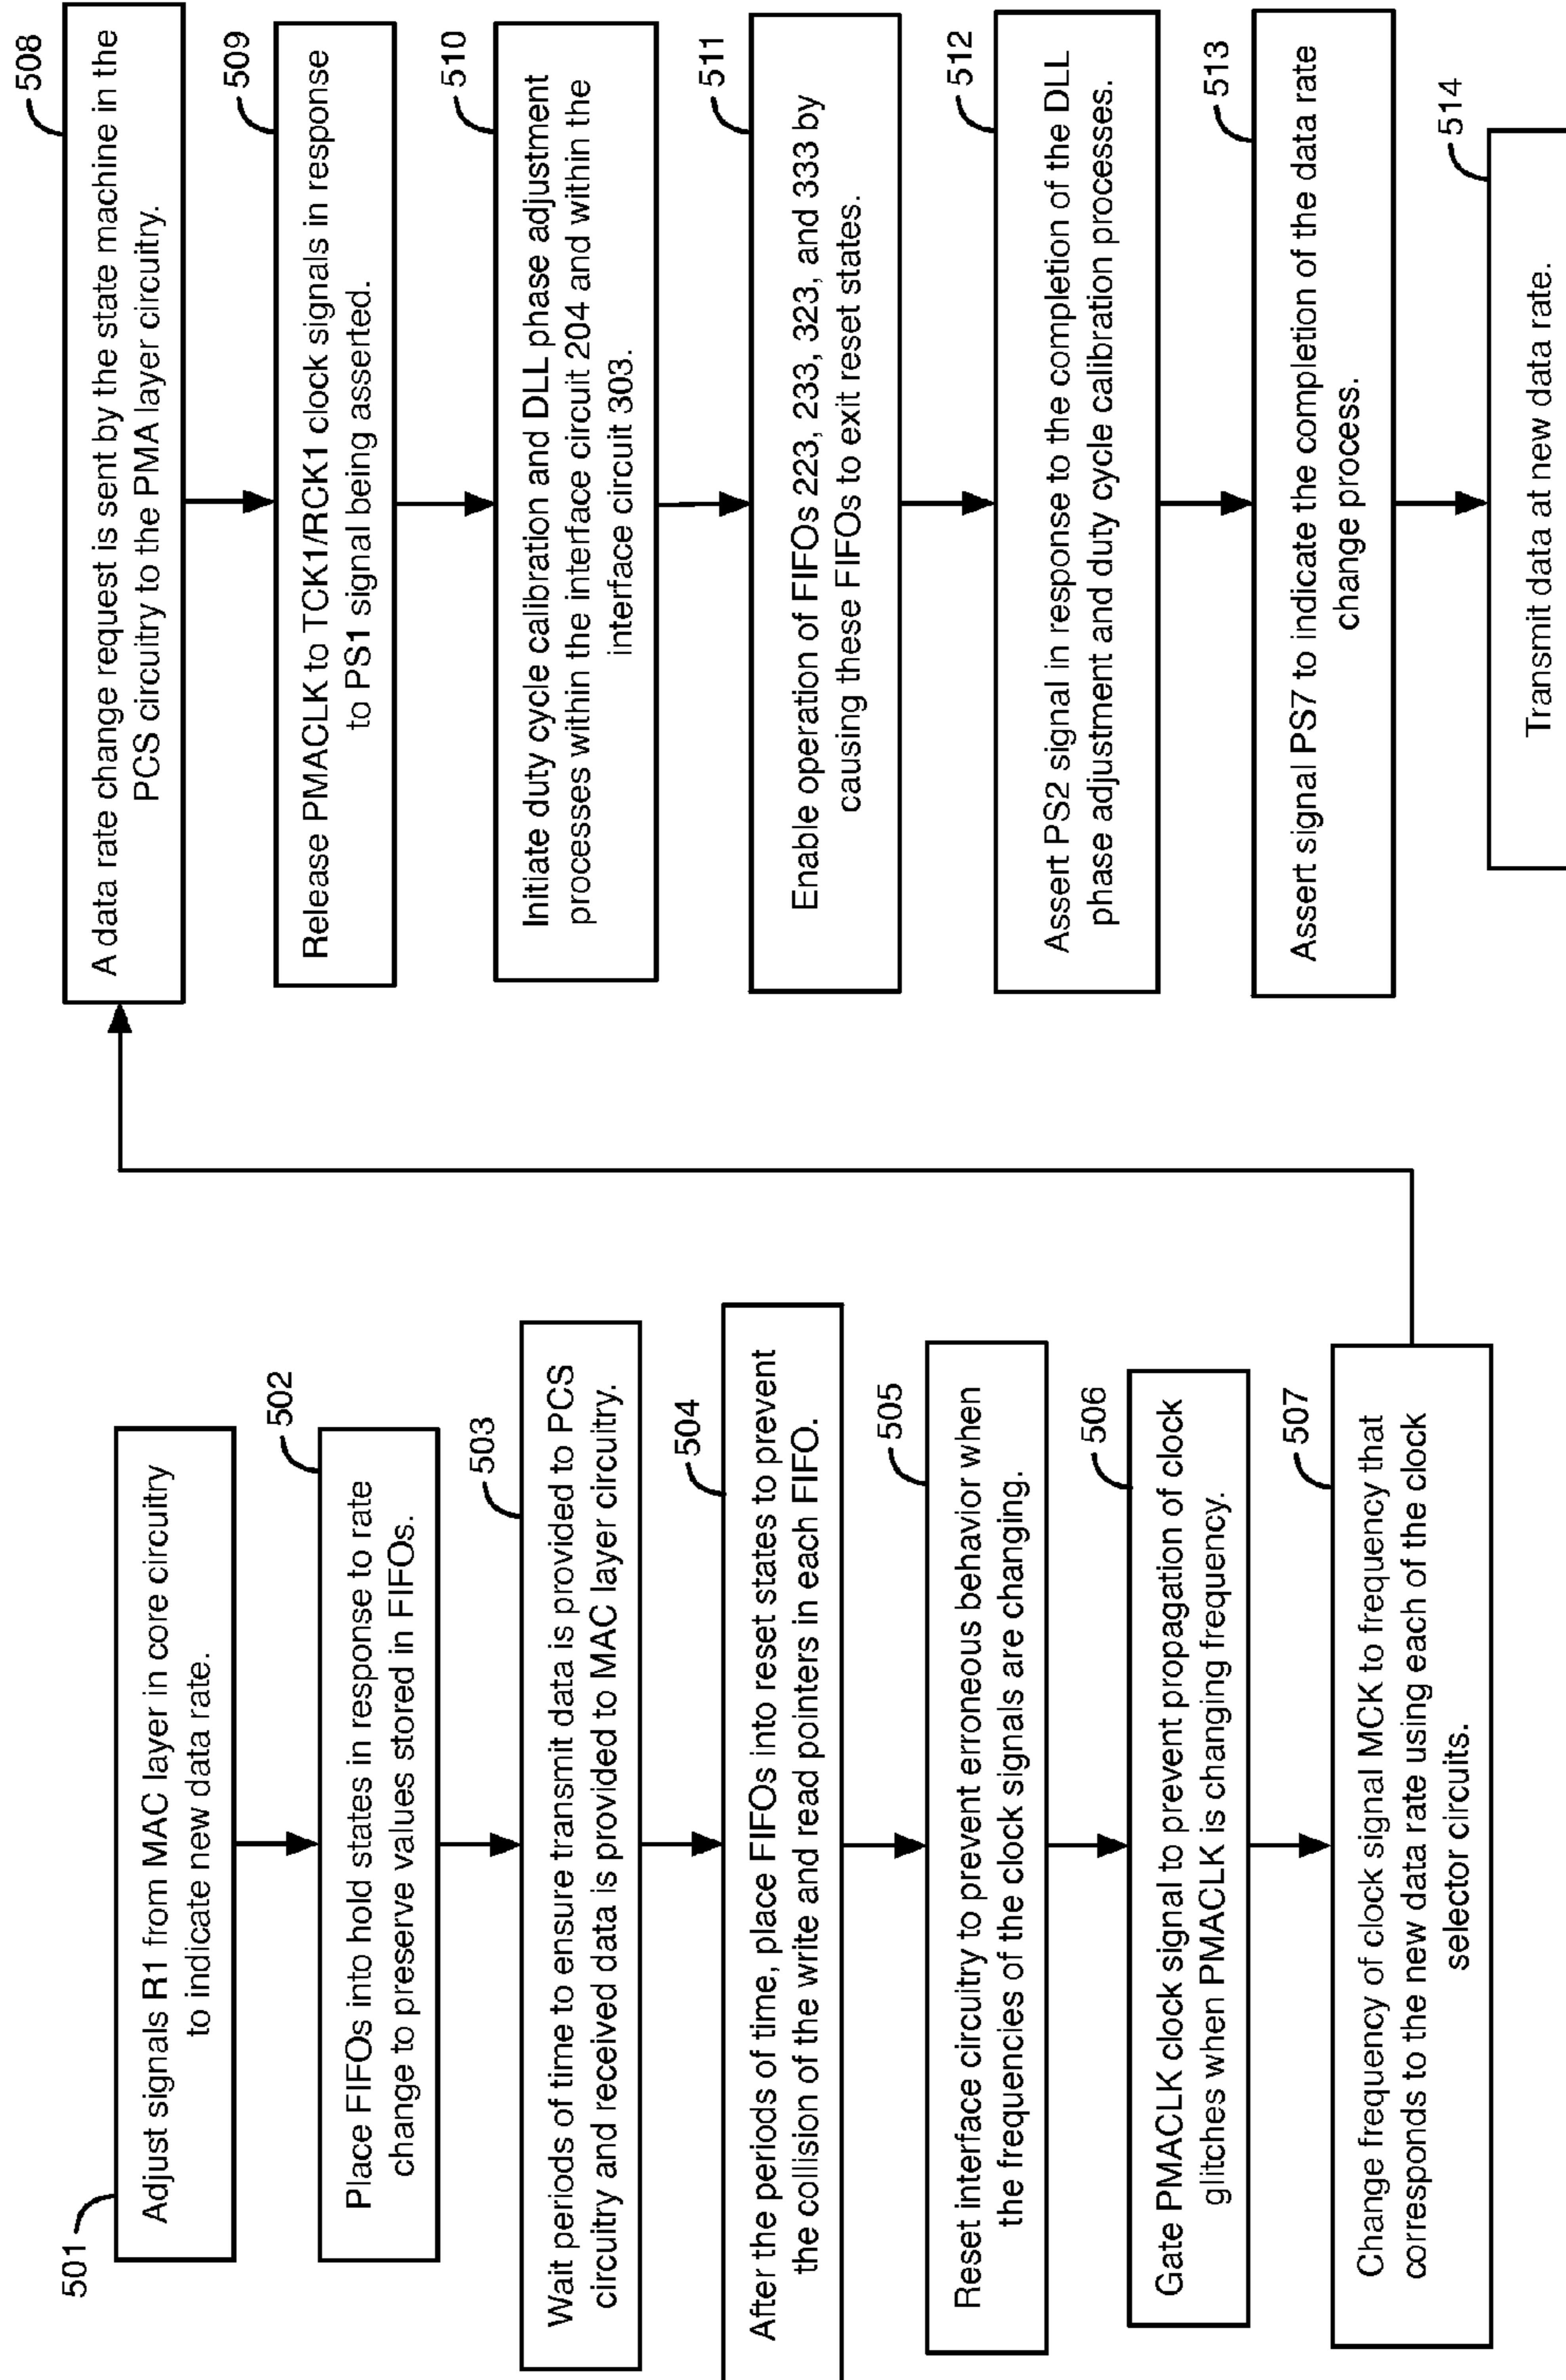 501
Adjust signals R1 from MAC layer in core circuitry
to indicate new data rate.
502
Place FIFOs into hold states in response to rate
change to preserve values stored in FIFOs.
503
Wait periods of time to ensure transmit data is provided to PCS
circuitry and received data is provided to MAC layer circuitry.
504
After the periods of time, place FIFOs into reset states to prevent
the collision of the write and read pointers in each FIFO.
505
Reset interface circuitry to prevent erroneous behavior when
the frequencies of the clock signals are changing.
506
Gate PMACLK clock signal to prevent propagation of clock
glitches when PMACLK is changing frequency.
507
Change frequency of clock signal MCK to frequency that
corresponds to the new data rate using each of the clock
selector circuits.
508
A data rate change request is sent by the state machine in the
PCS circuitry to the PMA layer circuitry.
509
Release PMACLK to TCK1/RCK1 clock signals in response
to PS1 signal being asserted.
510
Initiate duty cycle calibration and DLL phase adjustment
processes within the interface circuit 204 and within the
interface circuit 303.
511
Enable operation of FIFOs 223, 233, 323, and 333 by
causing these FIFOs to exit reset states.
512
Assert PS2 signal in response to the completion of the DLL
phase adjustment and duty cycle calibration processes.
513
Assert signal PS7 to indicate the completion of the data rate
change process.
514
Transmit data at new data rate.